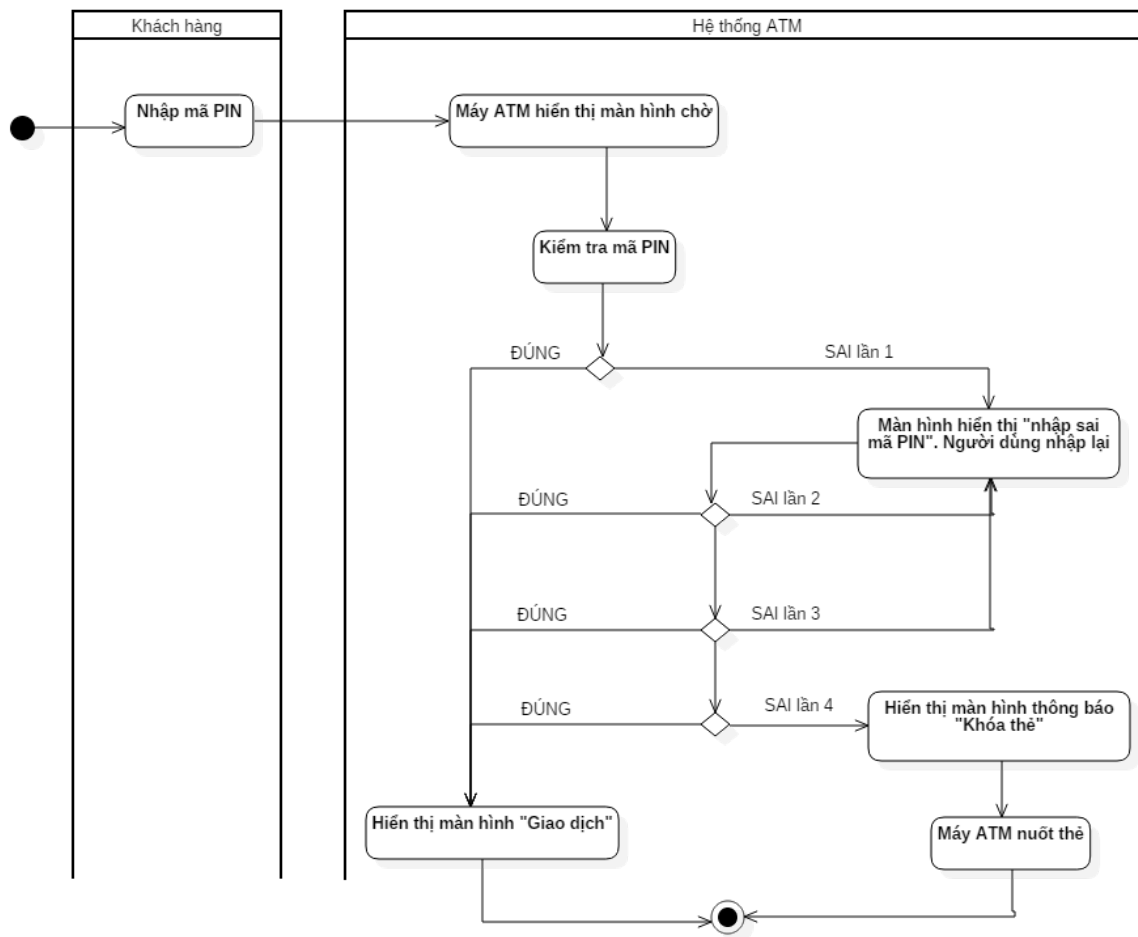 Khách hàng
Hệ thống ATM
Nhập mã PIN
Máy ATM hiển thị màn hình chờ
Kiểm tra mã PIN
ĐÚNG
SAI lần 1
Màn hình hiển thị "nhập sai
mã PIN". Người dùng nhập lại
ĐÚNG
SAI lần 2
ĐÚNG
SAI lần 3
ĐÚNG
SAI lần 4
Hiển thị màn hình thông báo
"Khóa thẻ"
Hiển thị màn hình "Giao dịch"
Máy ATM nuốt thẻ